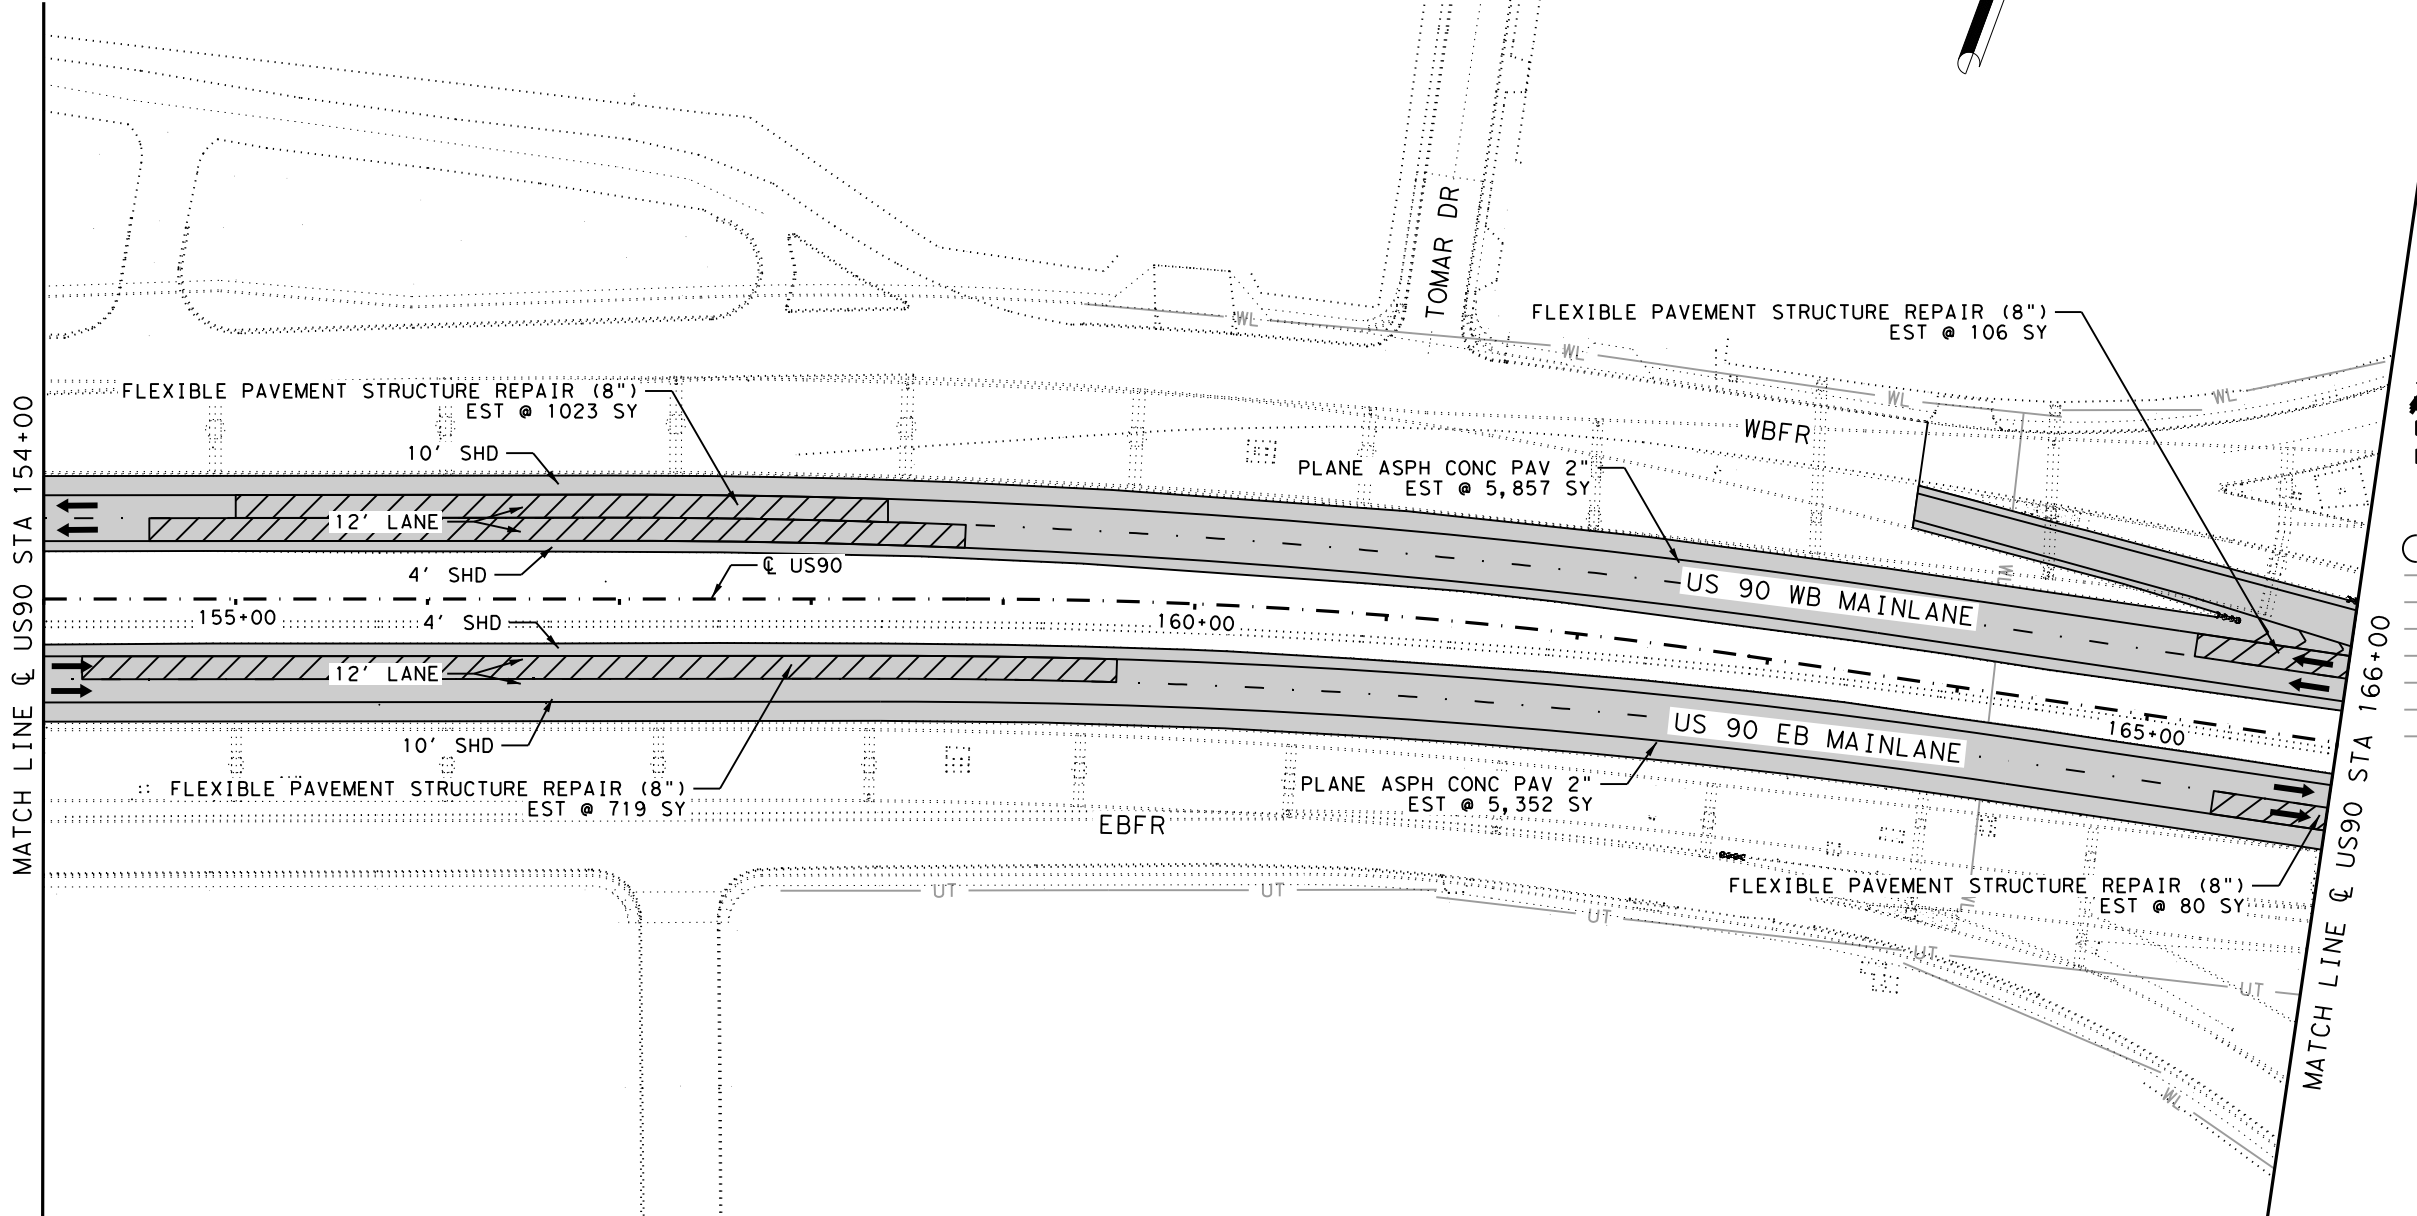 MATCH LINE ℄ US90 STA 154+00
TOMAR DR
WL
FLEXIBLE PAVEMENT STRUCTURE REPAIR (8")
EST @ 106 SY
WL
WL
WL
FLEXIBLE PAVEMENT STRUCTURE REPAIR (8")
EST @ 1023 SY
WBFR
10' SHD
PLANE ASPH CONC PAV 2"
EST @ 5,857 SY
12' LANE
4' SHD
℄ US90
WL
US 90 WB MAINLANE
155+00
4' SHD
160+00
12' LANE
US 90 EB MAINLANE
165+00
10' SHD
FLEXIBLE PAVEMENT STRUCTURE REPAIR (8")
EST @ 719 SY
PLANE ASPH CONC PAV 2"
EST @ 5,352 SY
EBFR
FLEXIBLE PAVEMENT STRUCTURE REPAIR (8")
EST @ 80 SY
WL
UT
UT
UT
UT
UT
WL
MATCH LINE ℄ US90 STA 166+00